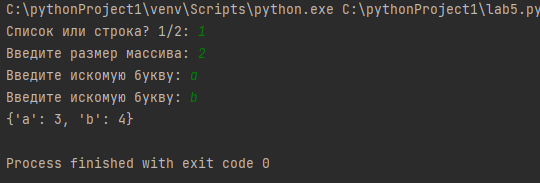 C:\pythonProject1\venv\Scripts\python.exe C:\pythonProject1\lab5.py
Список или строка? 1/2: 1
Введите размер массива: 2
Введите искомую букву: a
Введите искомую букву: b
{'a': 3, 'b': 4}
Process finished with exit code 0